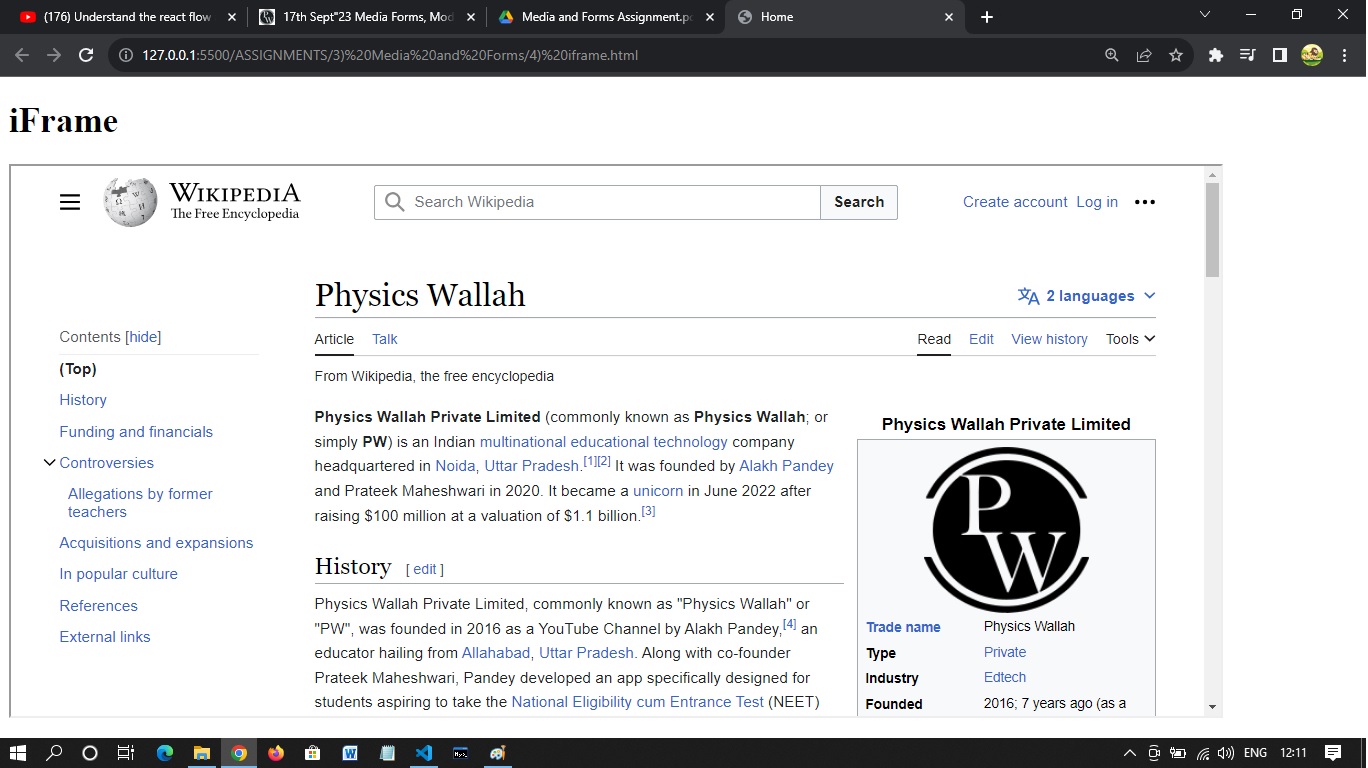 (176) Understand the react flow
17th Sept"23 Media Forms, Mod
Media and Forms Assignment.pd
Home
127.0.0.1:5500/ASSIGNMENTS/3)%20Media%20and%20Forms/4)%20iframe.html
iFrame
WIKIPEDIA
The Free Encyclopedia
Search Wikipedia
Search
Create account Log in
Physics Wallah
2 languages
Contents [hide]
(Top)
History
Funding and financials
Controversies
Allegations by former
teachers
Acquisitions and expansions
In popular culture
References
External links
Article Talk
Read Edit View history Tools
From Wikipedia, the free encyclopedia
Physics Wallah Private Limited (commonly known as Physics Wallah; or
simply PW) is an Indian multinational educational technology company
headquartered in Noida, Uttar Pradesh.[1][2] It was founded by Alakh Pandey
and Prateek Maheshwari in 2020. It became a unicorn in June 2022 after
raising $100 million at a valuation of $1.1 billion.[3]
History [ edit ]
Physics Wallah Private Limited, commonly known as "Physics Wallah" or
"PW", was founded in 2016 as a YouTube Channel by Alakh Pandey,[4] an
educator hailing from Allahabad, Uttar Pradesh. Along with co-founder
Prateek Maheshwari, Pandey developed an app specifically designed for
students aspiring to take the National Eligibility cum Entrance Test (NEET)
Physics Wallah Private Limited
P
W
Trade name Physics Wallah
Type Private
Industry Edtech
Founded 2016; 7 years ago (as a
ENG 12:11